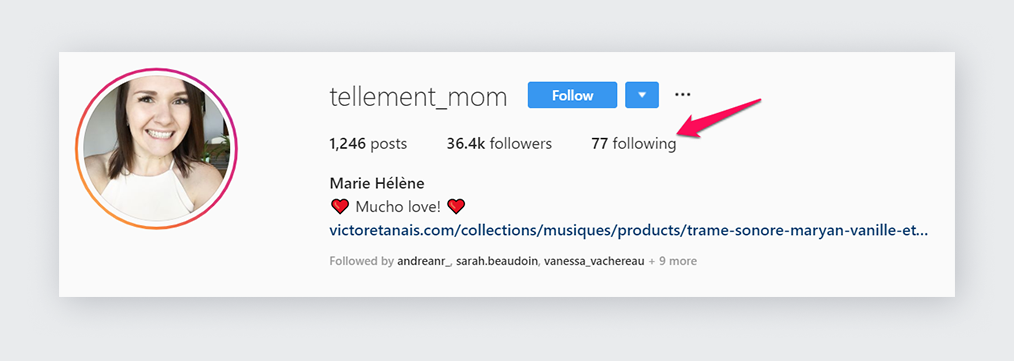 tellement_mom Follow
1,246 posts 36.4k followers 77 following
Marie Hélène
Mucho love!
victoretanais.com/collections/musiques/products/trame-sonore-maryan-vanille-et...
Followed by andreanr_, sarah.beaudoin, vanessa_vachereau + 9 more